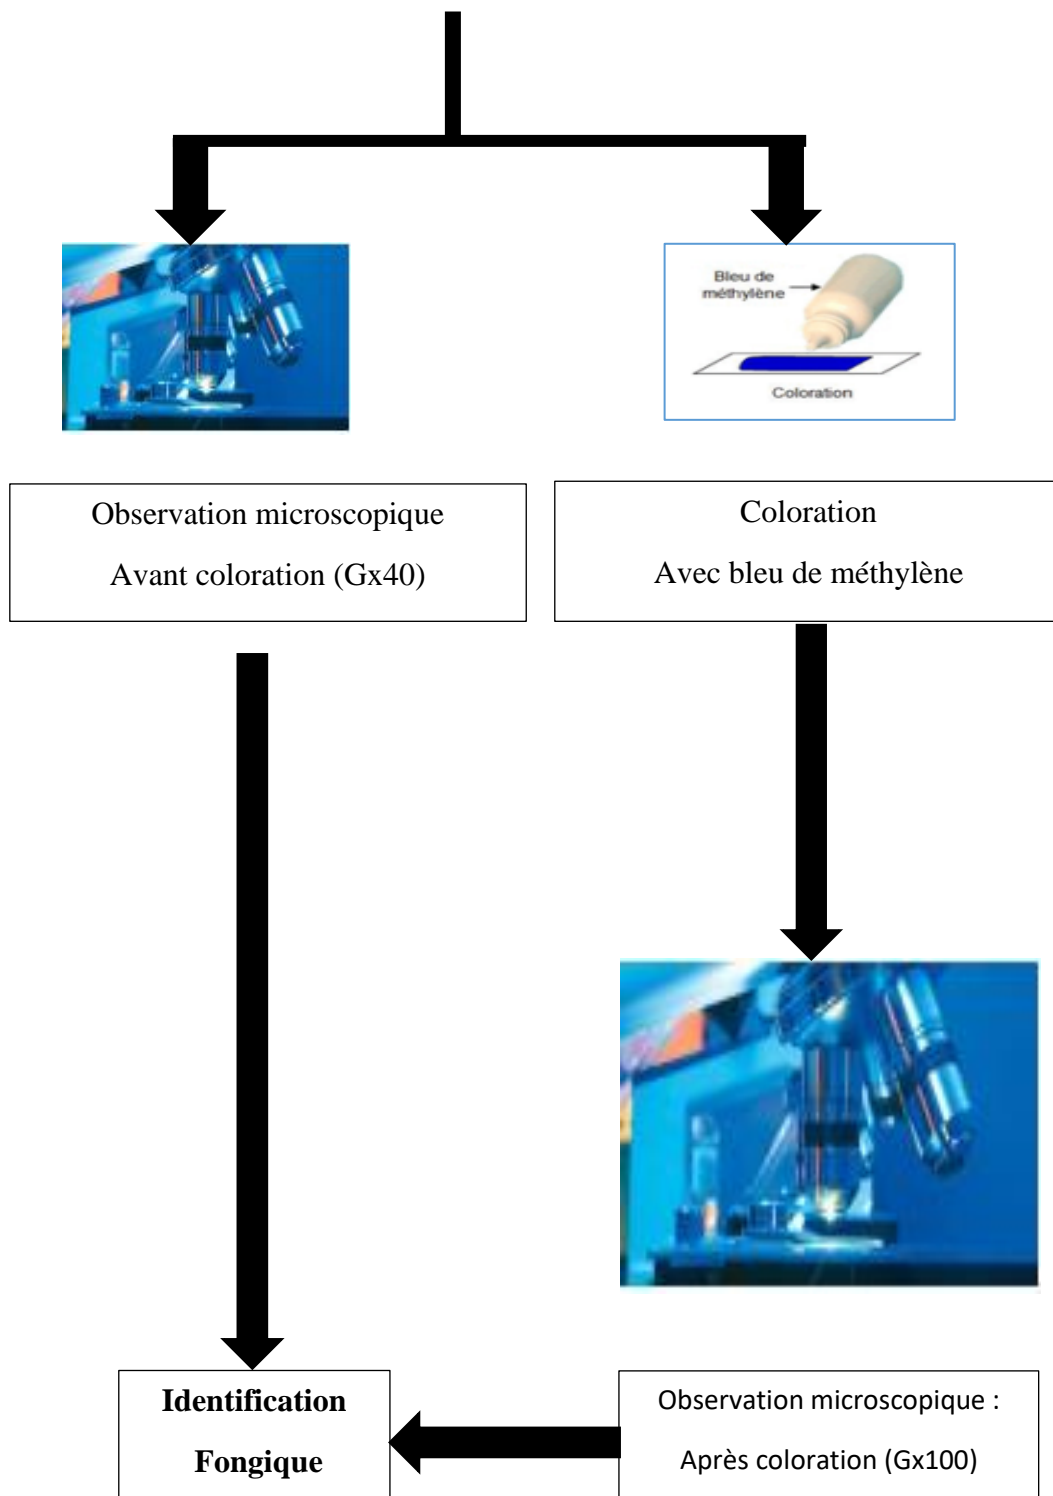 Bleu de
méthylène
Coloration
Observation microscopique
Avant coloration (Gx40)
Coloration
Avec bleu de méthylène
Identification
Fongique
Observation microscopique :
Après coloration (Gx100)